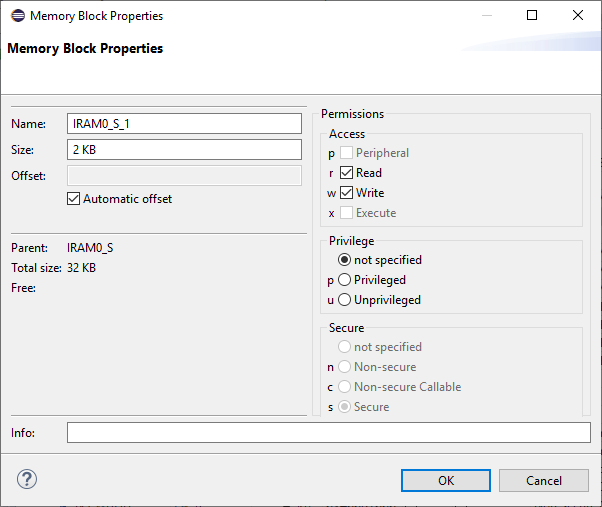 Memory Block Properties
Memory Block Properties
Name: IRAM0_S_1
Size: 2 KB
Offset:
Automatic offset
Parent: IRAM0_S
Total size: 32 KB
Free:
Permissions
Access
p Peripheral
r Read
w Write
x Execute
Privilege
not specified
p Privileged
u Unprivileged
Secure
not specified
n Non-secure
c Non-secure Callable
s Secure
Info:
?
OK Cancel